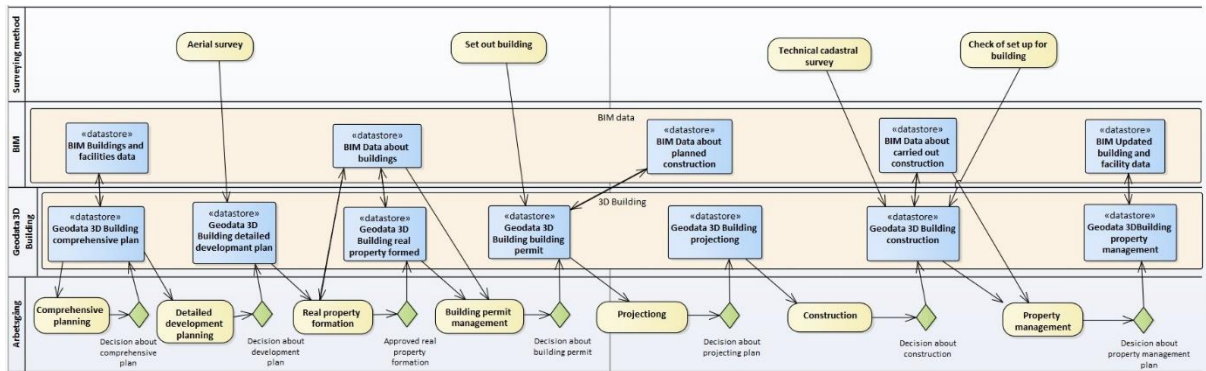 Surveying method
Aerial survey
Set out building
Technical cadastral
survey
Check of set up for
building
BIM
BIM data
«datastore»
BIM Buildings and
facilities data
«datastore»
BIM Data about
buildings
«datastore»
BIM Data about
planned
construction
«datastore»
BIM Data about
carried out
construction
«datastore»
BIM Updated
building and
facility data
Geodata 3D
Building
3D Building
«datastore»
Geodata 3D Building
comprehensive plan
«datastore»
Geodata 3D
Building detailed
development plan
«datastore»
Geodata 3D
Building real
property formed
«datastore»
Geodata 3D
Building building
permit
«datastore»
Geodata 3D Building
projectiong
«datastore»
Geodata 3D Building
construction
«datastore»
Geodata 3DBuilding
property
management
Arbetsgång
Comprehensive
planning
Decision about
comprehensive
plan
Detailed
development
planning
Decision about
development
plan
Real property
formation
Approved real
property
formation
Building permit
management
Decision about
building permit
Projectiong
Decision about
projecting plan
Construction
Decision about
construction
Property
management
Desicion about
property management
plan